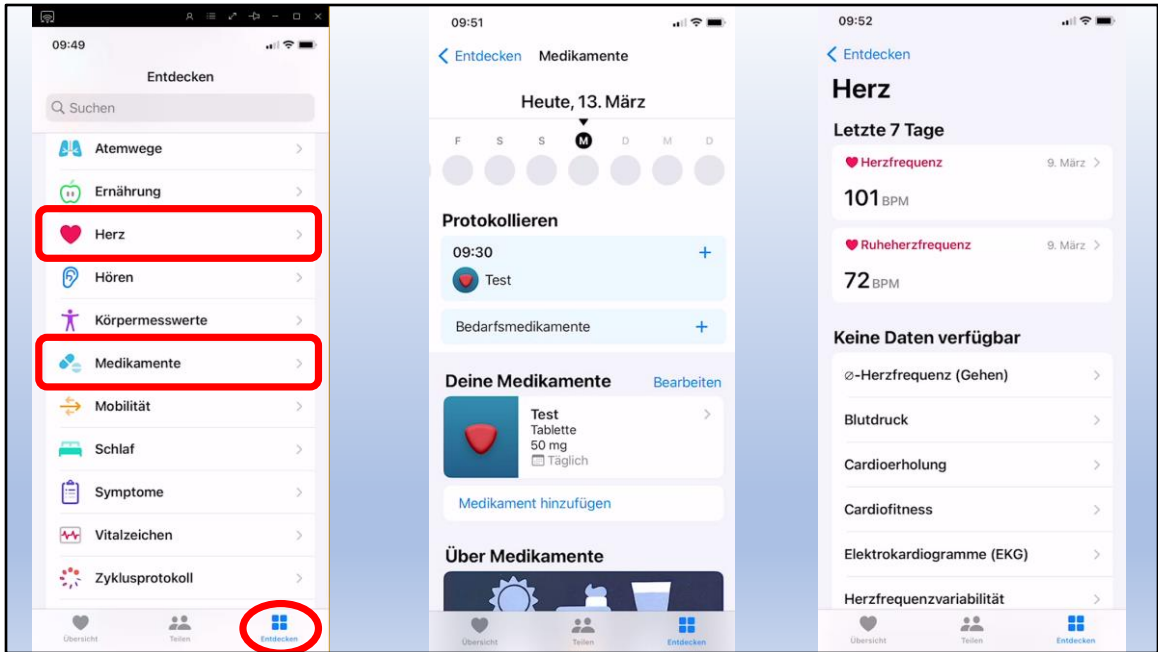 09:49
Entdecken
Suchen
Atemwege
Ernährung
Herz
Hören
Körpermesswerte
Medikamente
Mobilität
Schlaf
Symptome
Vitalzeichen
Zyklusprotokoll
Übersicht Teilen Entdecken
09:51
Entdecken Medikamente
Heute, 13. März
F S S M D M D
Protokollieren
09:30
Test
Bedarfsmedikamente
Deine Medikamente Bearbeiten
Test
Tablette
50 mg
Täglich
Medikament hinzufügen
Über Medikamente
Übersicht Teilen Entdecken
09:52
Entdecken
Herz
Letzte 7 Tage
Herzfrequenz 9. März
101 BPM
Ruheherzfrequenz 9. März
72 BPM
Keine Daten verfügbar
⌀-Herzfrequenz (Gehen)
Blutdruck
Cardioerholung
Cardiofitness
Elektrokardiogramme (EKG)
Herzfrequenzvariabilität
Übersicht Teilen Entdecken